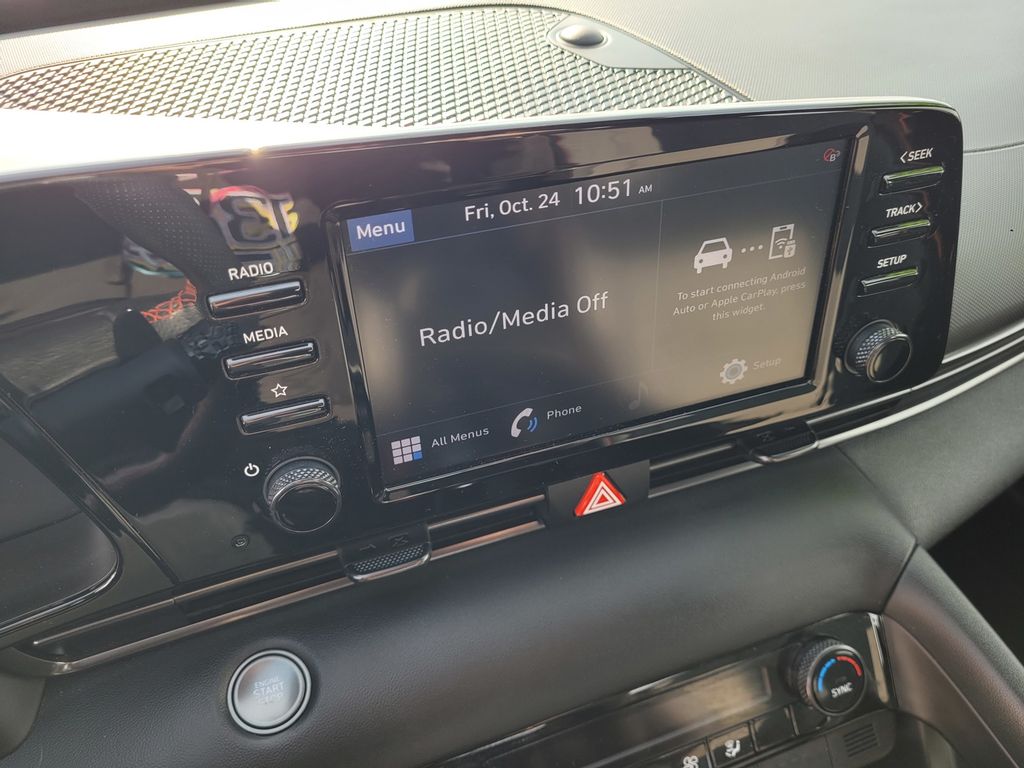 < SEEK
TRACK >
SETUP
RADIO
MEDIA
Menu
Fri, Oct. 24 10:51 AM
B
Radio/Media Off
To start connecting Android
Auto or Apple CarPlay, press
this widget.
Setup
All Menus
Phone
ENGINE
START
SYNC